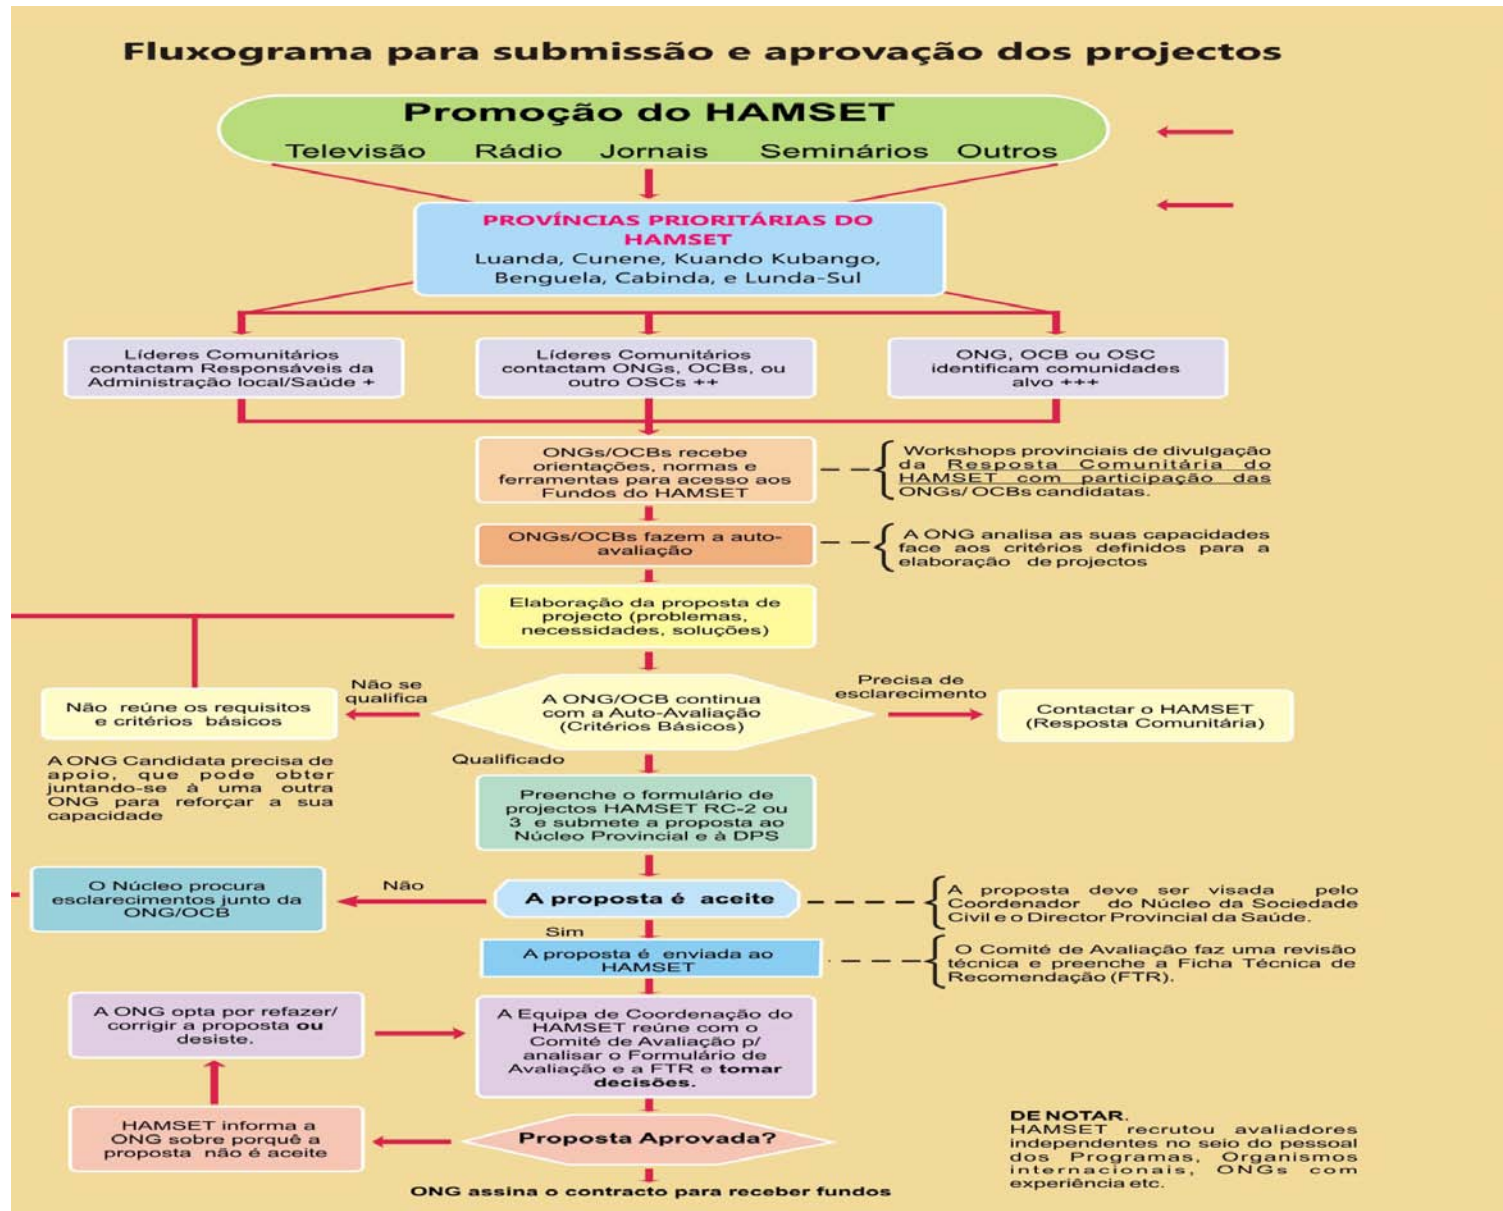 Fluxograma para submissão e aprovação dos projectos
Promoção do HAMSET
Televisão Rádio Jornais Seminários Outros
PROVÍNCIAS PRIORITÁRIAS DO
HAMSET
Luanda, Cunene, Kuando Kubango,
Benguela, Cabinda, e Lunda-Sul
Líderes Comunitários
contactam Responsáveis da
Administração local/Saúde +
Líderes Comunitários
contactam ONGs, OCBs, ou
outro OSCs ++
ONG, OCB ou OSC
identificam comunidades
alvo +++
ONGs/OCBs recebe
orientações, normas e
ferramentas para acesso aos
Fundos do HAMSET
Workshops provinciais de divulgação
da Resposta Comunitária do
HAMSET com participação das
ONGs/ OCBs candidatas.
ONGs/OCBs fazem a auto-
avaliação
A ONG analisa as suas capacidades
face aos critérios definidos para a
elaboração de projectos
Elaboração da proposta de
projecto (problemas,
necessidades, soluções)
Não se
qualifica
A ONG/OCB continua
com a Auto-Avaliação
(Critérios Básicos)
Precisa de
esclarecimento
Não reúne os requisitos
e critérios básicos
Contactar o HAMSET
(Resposta Comunitária)
A ONG Candidata precisa de
apoio, que pode obter
juntando-se à uma outra
ONG para reforçar a sua
capacidade
Qualificado
Preenche o formulário de
projectos HAMSET RC-2 ou
3 e submete a proposta ao
Núcleo Provincial e à DPS
O Núcleo procura
esclarecimentos junto da
ONG/OCB
Não
A proposta é aceite
A proposta deve ser visada pelo
Coordenador do Núcleo da Sociedade
Civil e o Director Provincial da Saúde.
Sim
A proposta é enviada ao
HAMSET
O Comité de Avaliação faz uma revisão
técnica e preenche a Ficha Técnica de
Recomendação (FTR).
A ONG opta por refazer/
corrigir a proposta ou
desiste.
A Equipa de Coordenação do
HAMSET reúne com o
Comité de Avaliação p/
analisar o Formulário de
Avaliação e a FTR e tomar
decisões.
HAMSET informa a
ONG sobre porquê a
proposta não é aceite
Proposta Aprovada?
DE NOTAR.
HAMSET recrutou avaliadores
independentes no seio do pessoal
dos Programas, Organismos
internacionais, ONGs com
experiência etc.
ONG assina o contracto para receber fundos